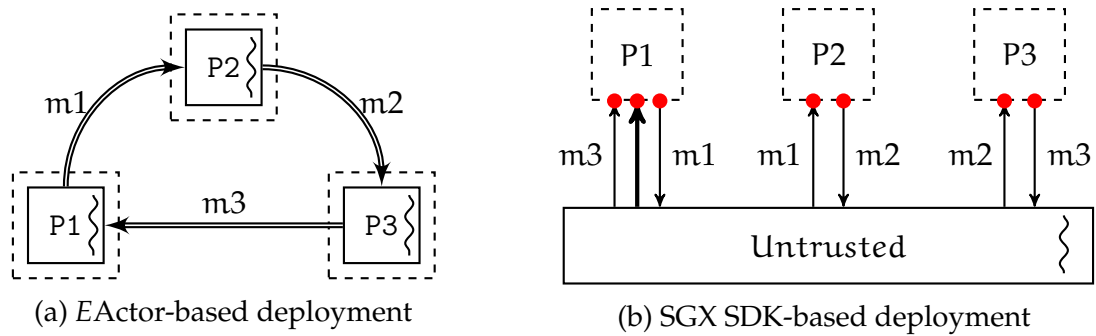 P2
m1
m2
P1
m3
P3
(a) EActor-based deployment
P1
P2
P3
m3
m1
m1
m2
m2
m3
Untrusted
(b) SGX SDK-based deployment